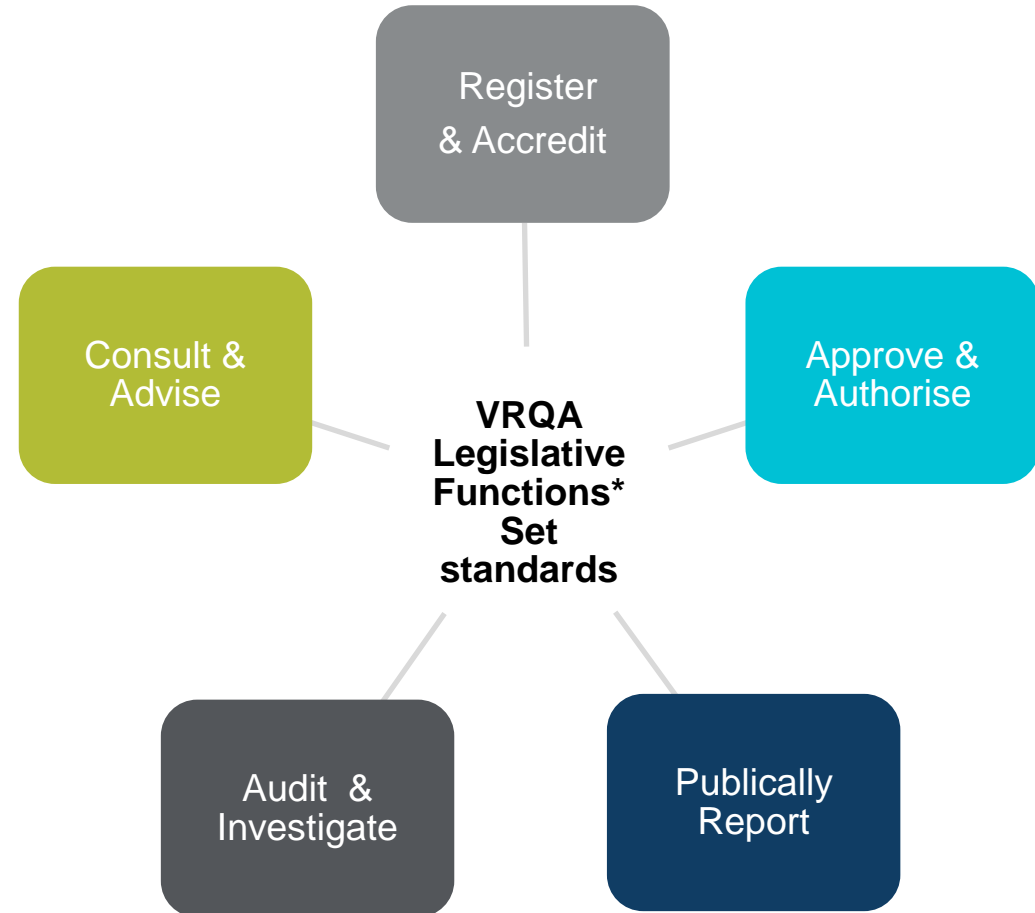 Register
& Accredit
Consult &
Advise
Approve &
Authorise
VRQA
Legislative
Functions*
Set
standards
Audit  &
Investigate
Publically
Report